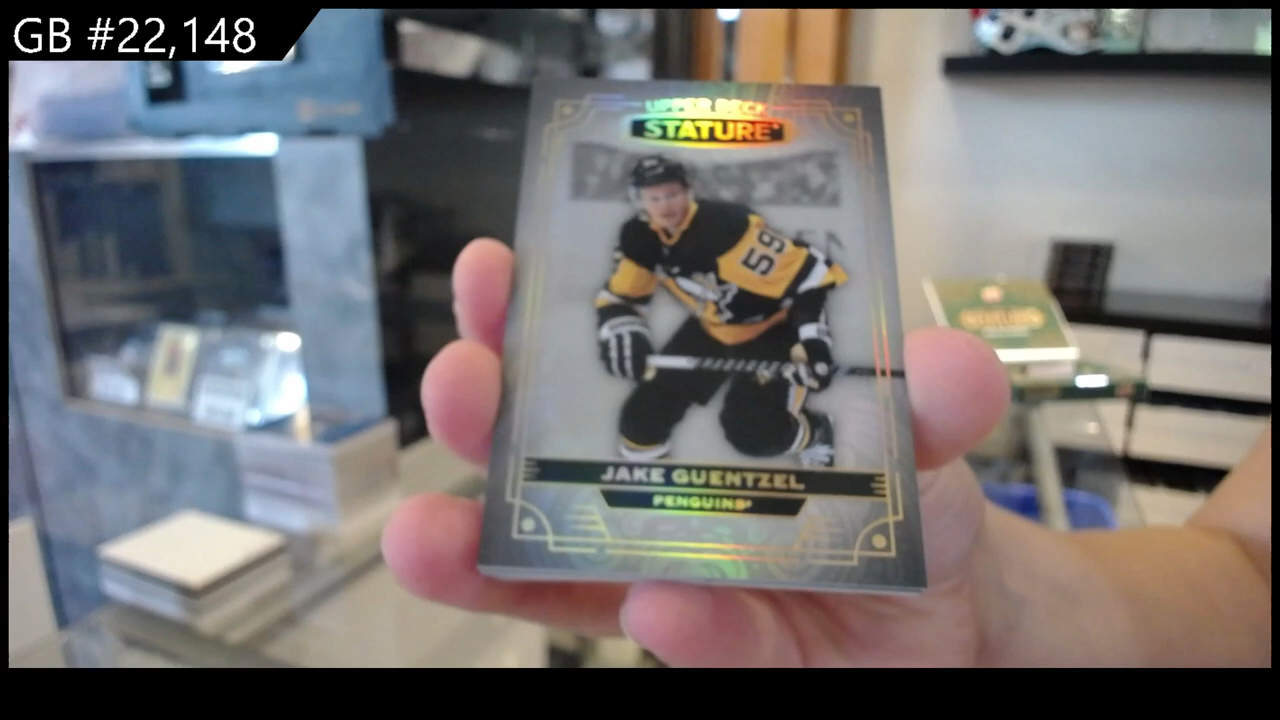 GB #22,148
UPPER DECK
STATURE
59
JAKE GUENTZEL
PENGUINS